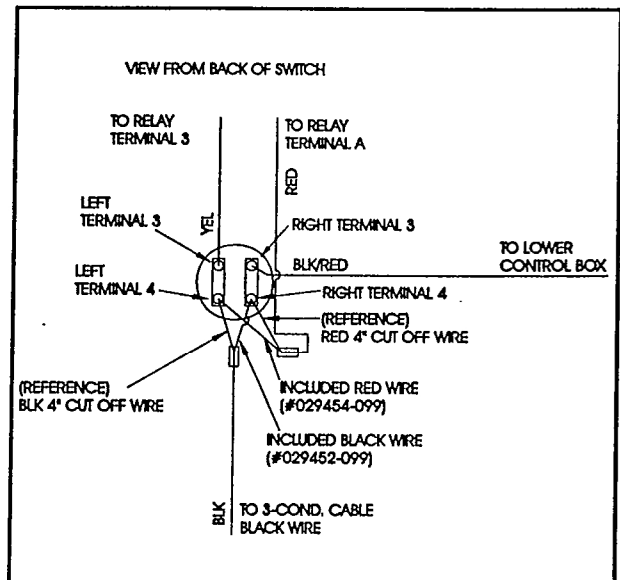 VIEW FROM BACK OF SWITCH
TO RELAY
TERMINAL 3
TO RELAY
TERMINAL A
RED
YEL
LEFT
TERMINAL 3
RIGHT TERMINAL 3
BLK/RED
TO LOWER
CONTROL BOX
LEFT
TERMINAL 4
RIGHT TERMINAL 4
(REFERENCE)
RED 4" CUT OFF WIRE
(REFERENCE)
BLK 4" CUT OFF WIRE
INCLUDED RED WIRE
(#029454-099)
INCLUDED BLACK WIRE
(#029452-099)
BLK
TO 3-COND, CABLE
BLACK WIRE